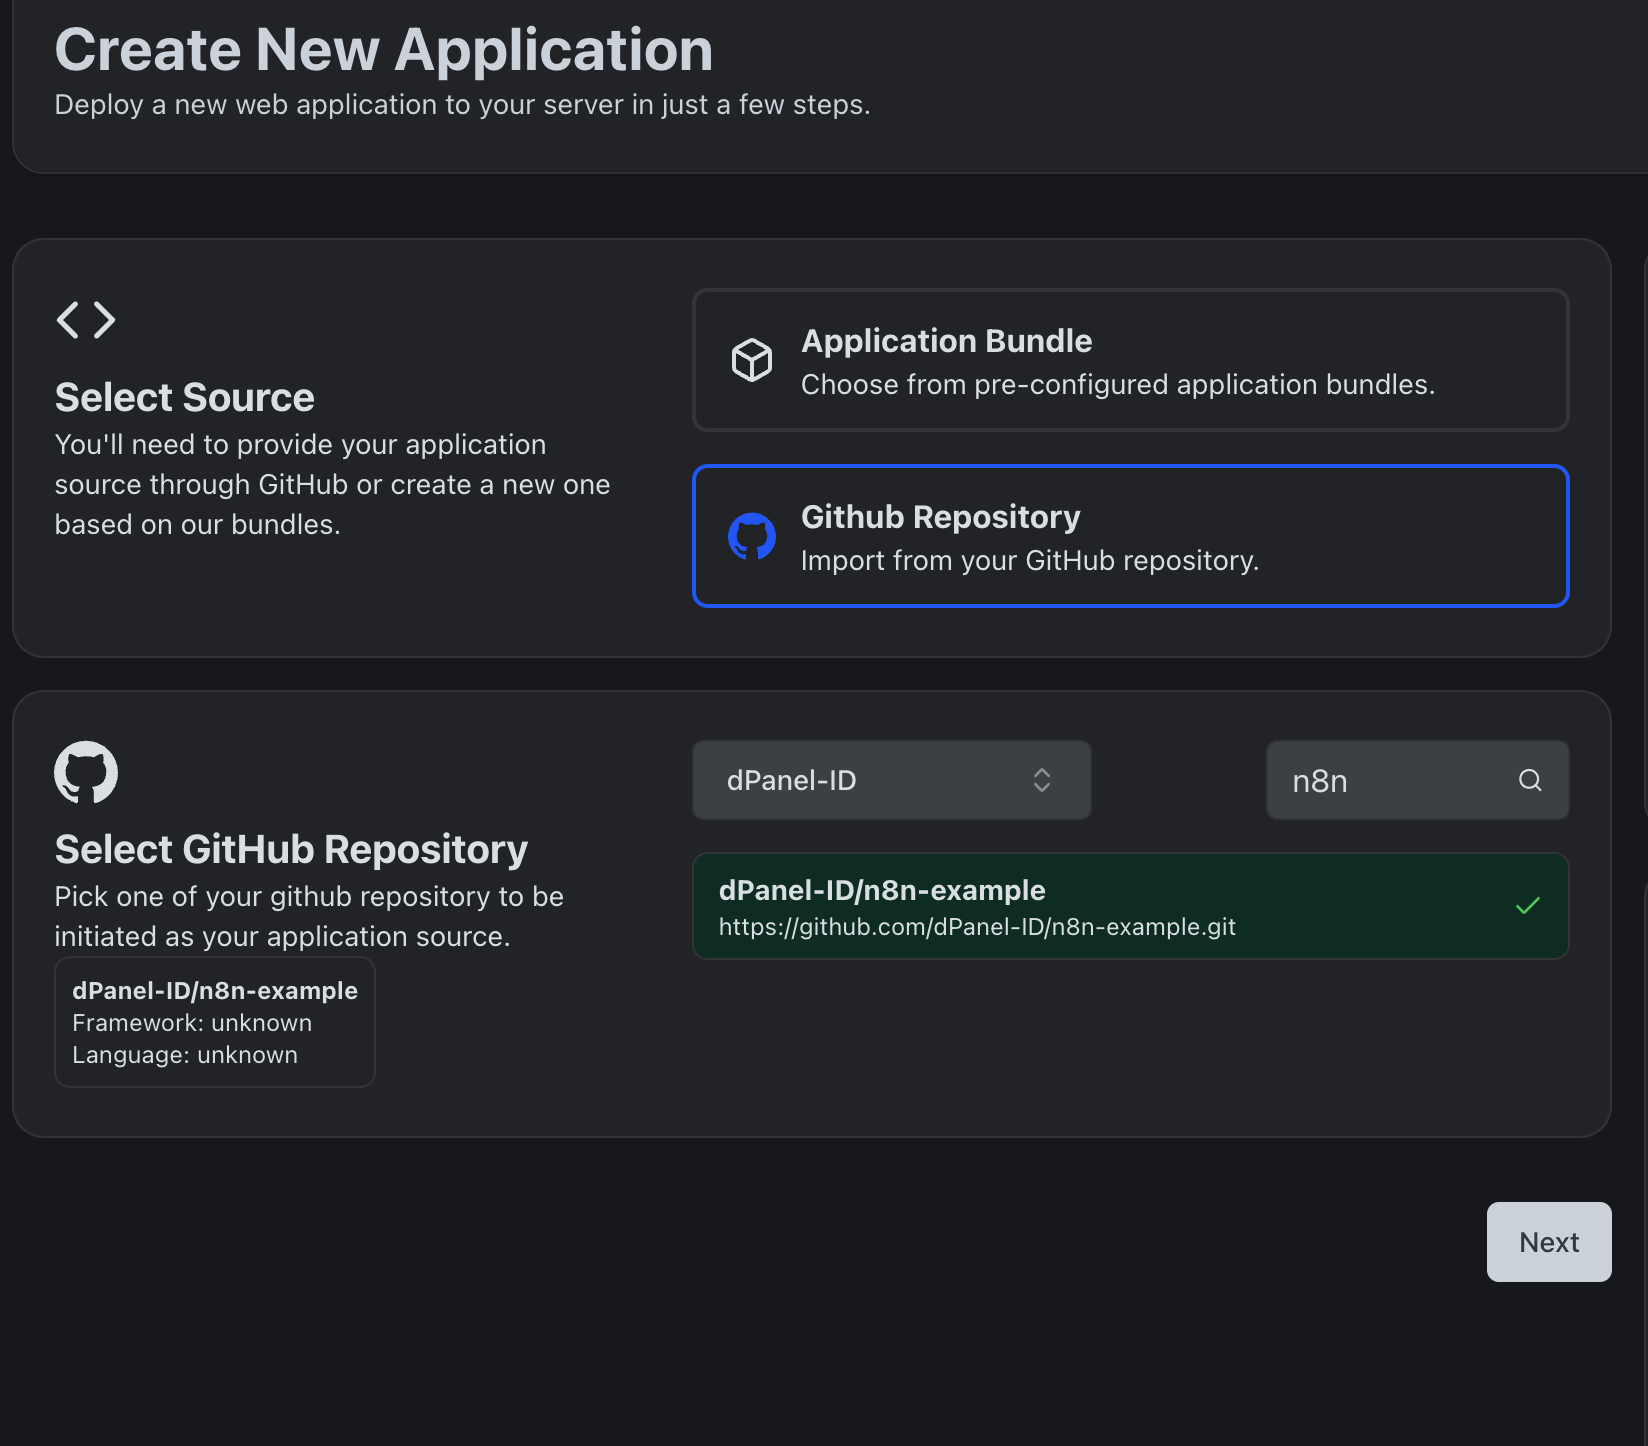 Create New Application
Deploy a new web application to your server in just a few steps.
Select Source
You'll need to provide your application
source through GitHub or create a new one
based on our bundles.
Application Bundle
Choose from pre-configured application bundles.
Github Repository
Import from your GitHub repository.
Select GitHub Repository
Pick one of your github repository to be
initiated as your application source.
dPanel-ID/n8n-example
Framework: unknown
Language: unknown
dPanel-ID
n8n
dPanel-ID/n8n-example
https://github.com/dPanel-ID/n8n-example.git
Next